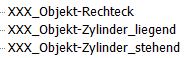 XXX_Objekt-Rechteck
XXX_Objekt-Zylinder_liegend
XXX_Objekt-Zylinder_stehend